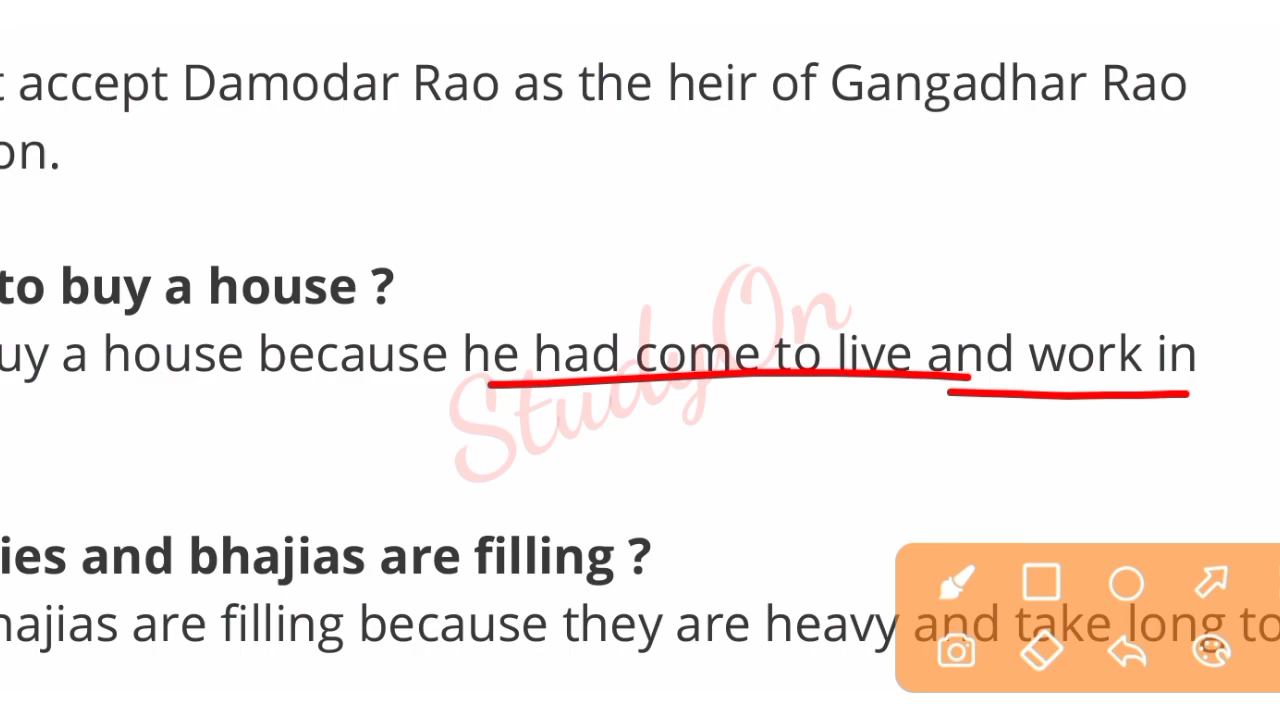 accept Damodar Rao as the heir of Gangadhar Rao
on.
to buy a house ?
uy a house because he had come to live and work in
StudyOn
ies and bhajias are filling ?
hajias are filling because they are heavy and take long to